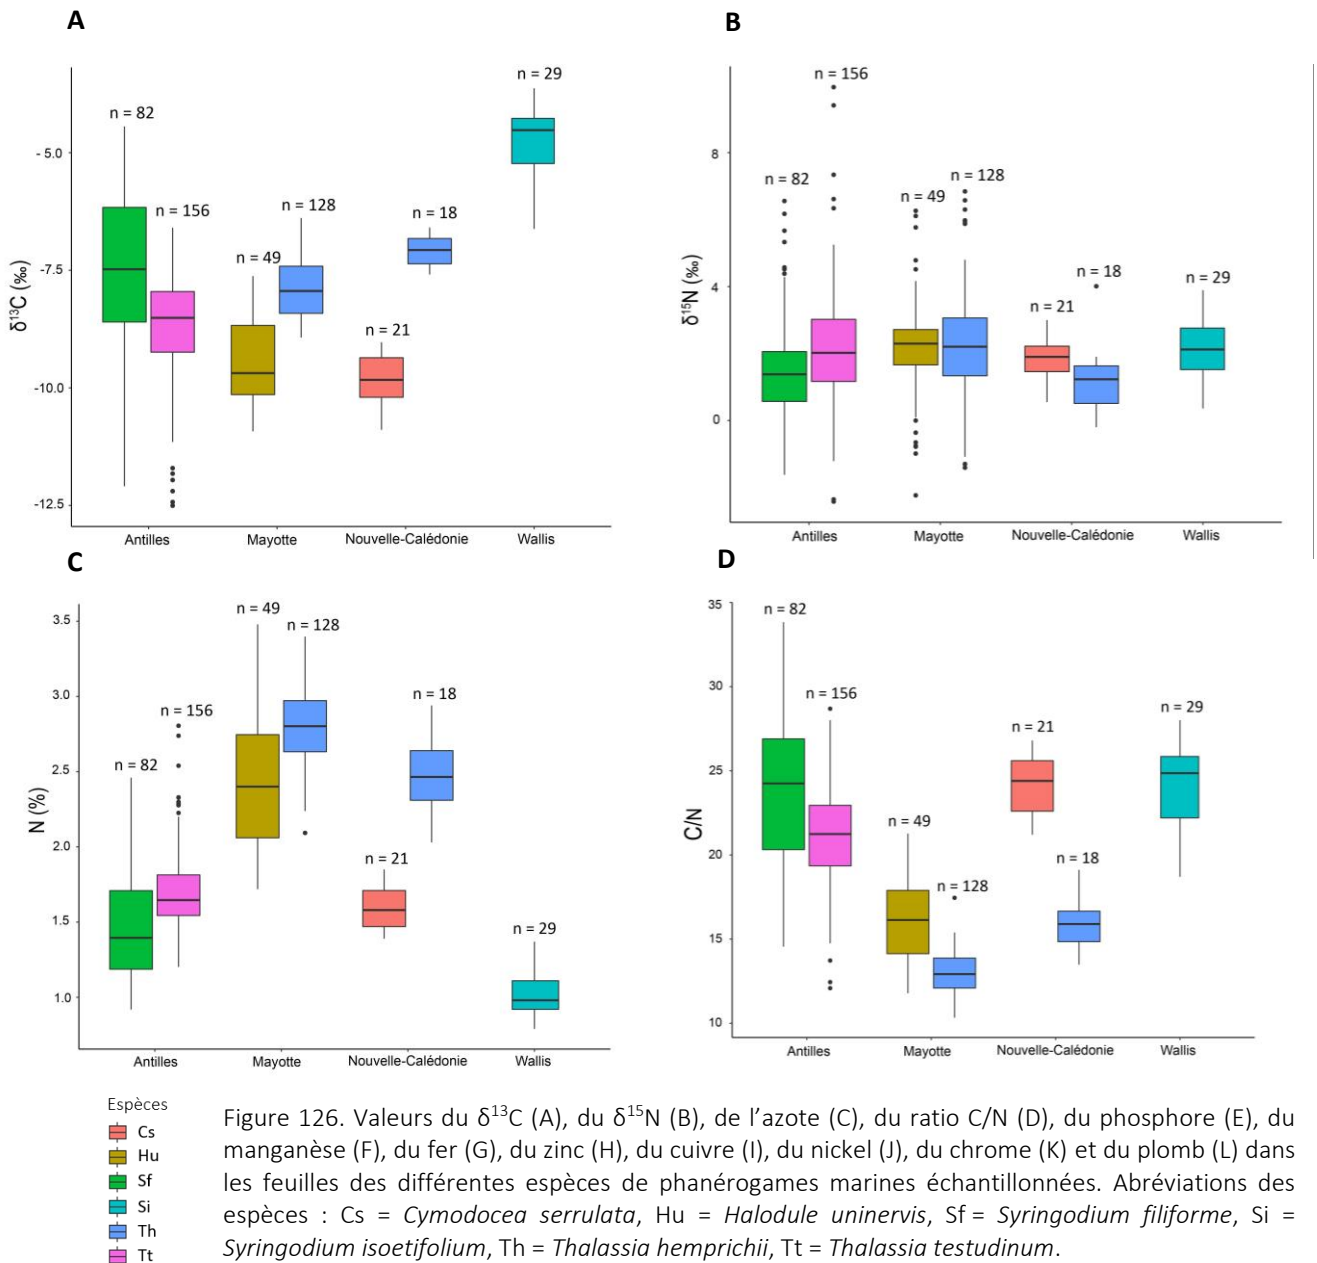 A
n = 82
n = 156
n = 49
n = 128
n = 21
n = 18
n = 29
δ13C (‰)
- 5.0
-7.5
-10.0
-12.5
Antilles Mayotte Nouvelle-Calédonie Wallis
B
n = 82
n = 156
n = 49
n = 128
n = 21
n = 18
n = 29
δ15N (‰)
8
4
0
Antilles Mayotte Nouvelle-Calédonie Wallis
C
n = 82
n = 156
n = 49
n = 128
n = 21
n = 18
n = 29
N (%)
3.5
3.0
2.5
2.0
1.5
1.0
Antilles Mayotte Nouvelle-Calédonie Wallis
D
n = 82
n = 156
n = 49
n = 128
n = 21
n = 18
n = 29
C/N
35
30
25
20
15
10
Antilles Mayotte Nouvelle-Calédonie Wallis
Espèces
Cs
Hu
Sf
Si
Th
Tt
Figure 126. Valeurs du δ13C (A), du δ15N (B), de l’azote (C), du ratio C/N (D), du phosphore (E), du
manganèse (F), du fer (G), du zinc (H), du cuivre (I), du nickel (J), du chrome (K) et du plomb (L) dans
les feuilles des différentes espèces de phanérogames marines échantillonnées. Abréviations des
espèces : Cs = Cymodocea serrulata, Hu = Halodule uninervis, Sf = Syringodium filiforme, Si =
Syringodium isoetifolium, Th = Thalassia hemprichii, Tt = Thalassia testudinum.